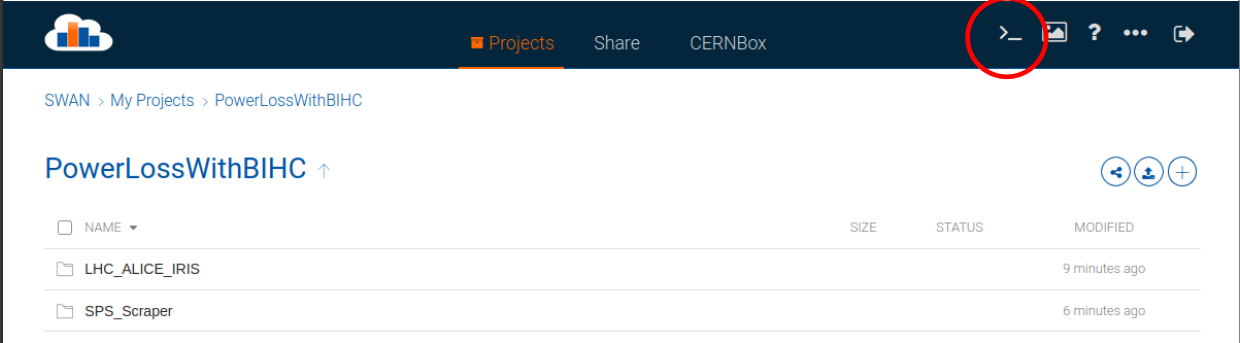 Projects Share CERNBox >_ ? •••
SWAN > My Projects > PowerLossWithBIHC
PowerLossWithBIHC ↑
NAME SIZE STATUS MODIFIED
LHC_ALICE_IRIS 9 minutes ago
SPS_Scraper 6 minutes ago